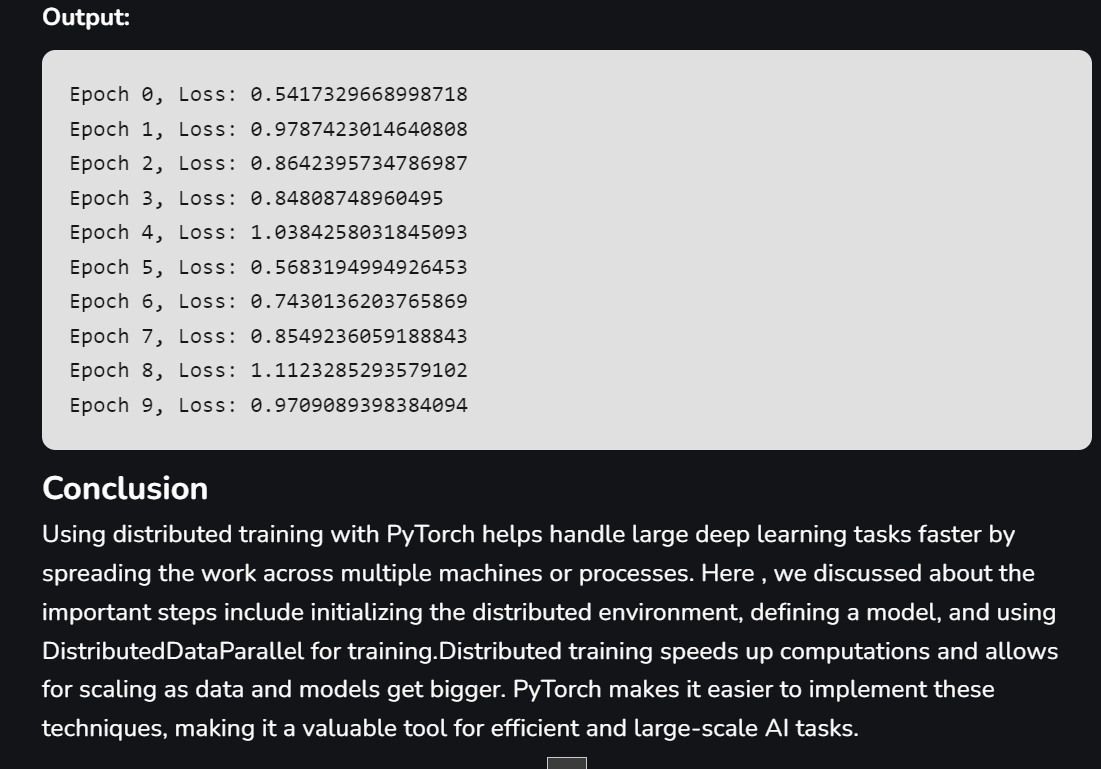 Output:
Epoch 0, Loss: 0.5417329668998718
Epoch 1, Loss: 0.9787423014640808
Epoch 2, Loss: 0.8642395734786987
Epoch 3, Loss: 0.84808748960495
Epoch 4, Loss: 1.0384258031845093
Epoch 5, Loss: 0.5683194994926453
Epoch 6, Loss: 0.7430136203765869
Epoch 7, Loss: 0.8549236059188843
Epoch 8, Loss: 1.1123285293579102
Epoch 9, Loss: 0.9709089398384094
Conclusion
Using distributed training with PyTorch helps handle large deep learning tasks faster by
spreading the work across multiple machines or processes. Here , we discussed about the
important steps include initializing the distributed environment, defining a model, and using
DistributedDataParallel for training.Distributed training speeds up computations and allows
for scaling as data and models get bigger. PyTorch makes it easier to implement these
techniques, making it a valuable tool for efficient and large-scale AI tasks.